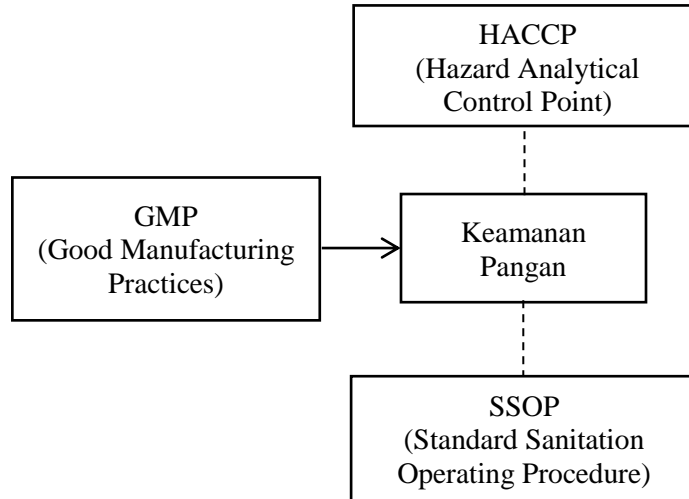 HACCP
(Hazard Analytical
Control Point)
GMP
(Good Manufacturing
Practices)
Keamanan
Pangan
SSOP
(Standard Sanitation
Operating Procedure)